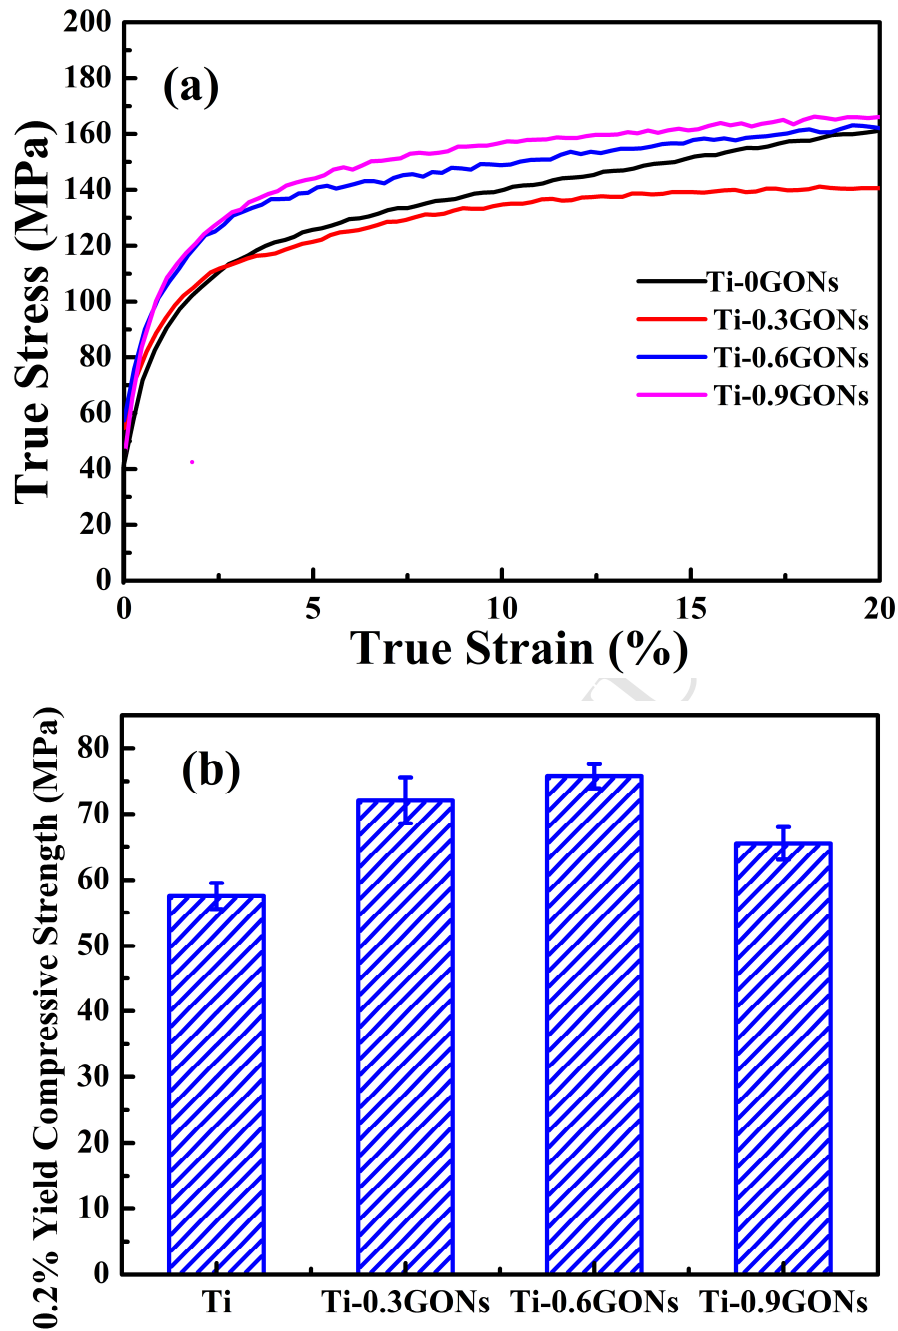 200
180
160
140
120
100
80
60
40
20
0
True Stress (MPa)
(a)
Ti-0GONs
Ti-0.3GONs
Ti-0.6GONs
Ti-0.9GONs
0 5 10 15 20
True Strain (%)
0.2% Yield Compressive Strength (MPa)
(b)
80
70
60
50
40
30
20
10
0
Ti Ti-0.3GONs Ti-0.6GONs Ti-0.9GONs